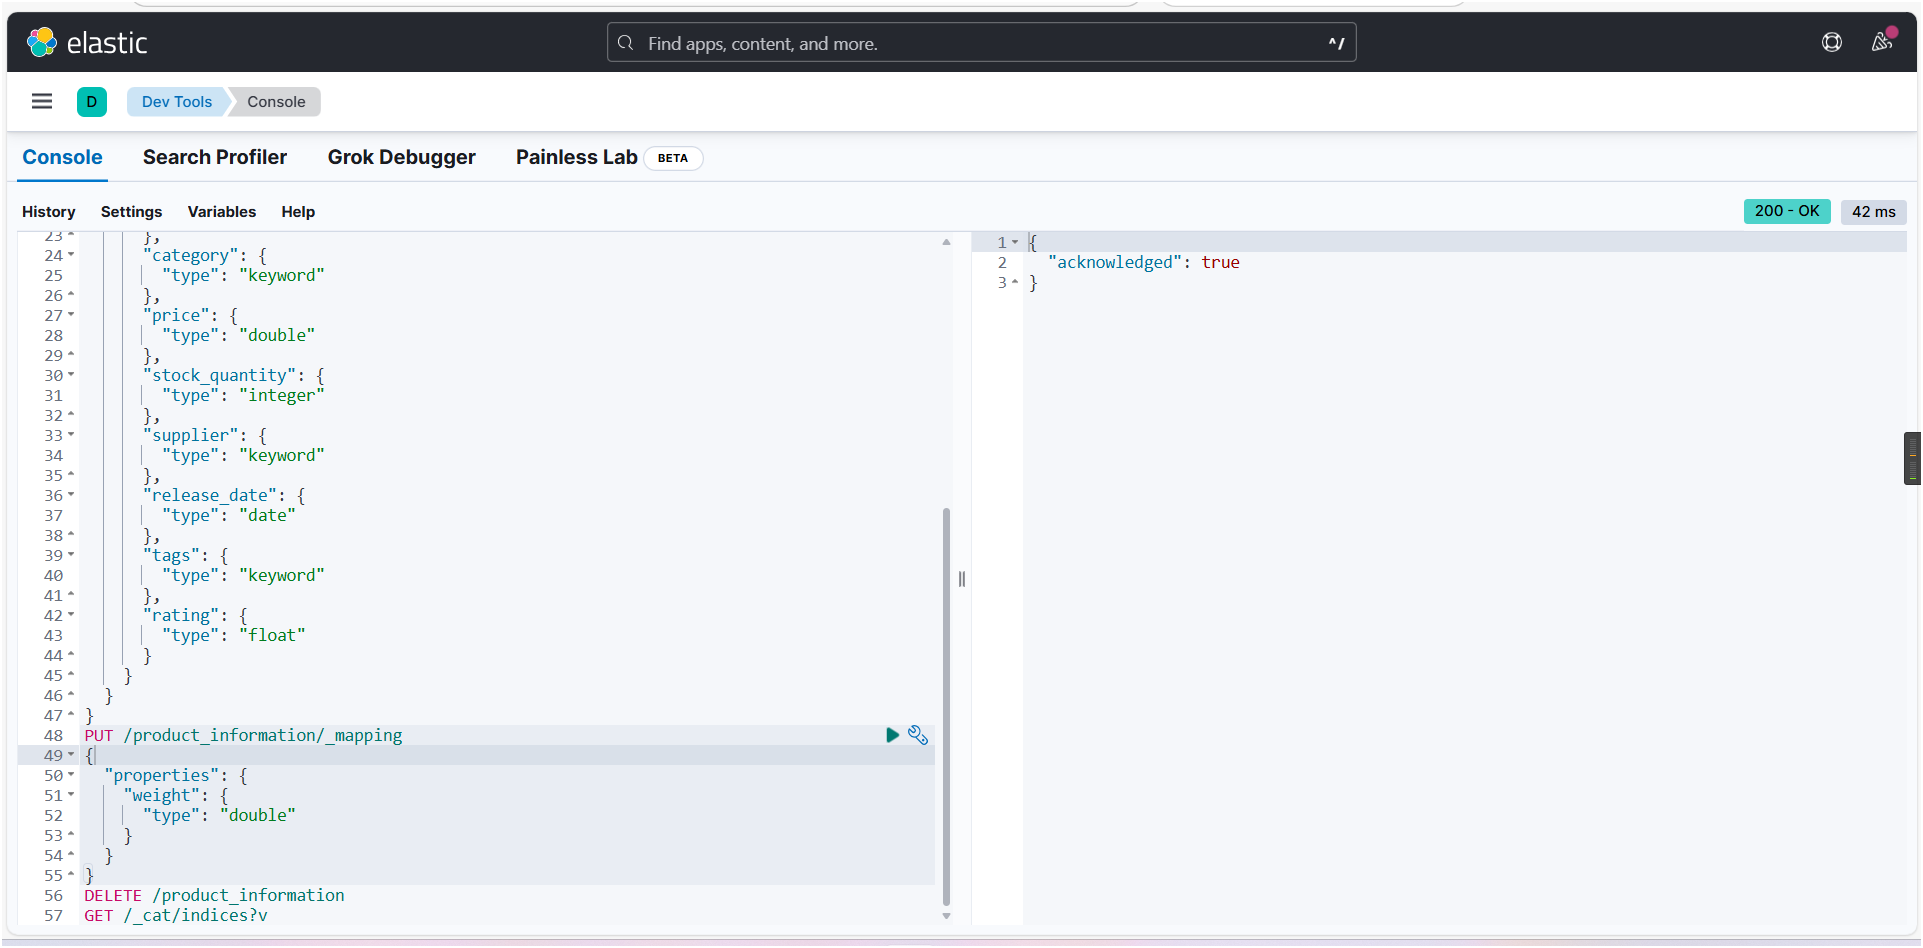 elastic
Find apps, content, and more.
^/
D
Dev Tools
Console
Console
Search Profiler
Grok Debugger
Painless Lab
BETA
History
Settings
Variables
Help
200 - OK
42 ms
23 },
24 "category": {
25 "type": "keyword"
26 },
27 "price": {
28 "type": "double"
29 },
30 "stock_quantity": {
31 "type": "integer"
32 },
33 "supplier": {
34 "type": "keyword"
35 },
36 "release_date": {
37 "type": "date"
38 },
39 "tags": {
40 "type": "keyword"
41 },
42 "rating": {
43 "type": "float"
44 }
45 }
46 }
47 }
48 PUT /product_information/_mapping
49 {
50 "properties": {
51 "weight": {
52 "type": "double"
53 }
54 }
55 }
56 DELETE /product_information
57 GET /_cat/indices?v
1 {
2 "acknowledged": true
3 }